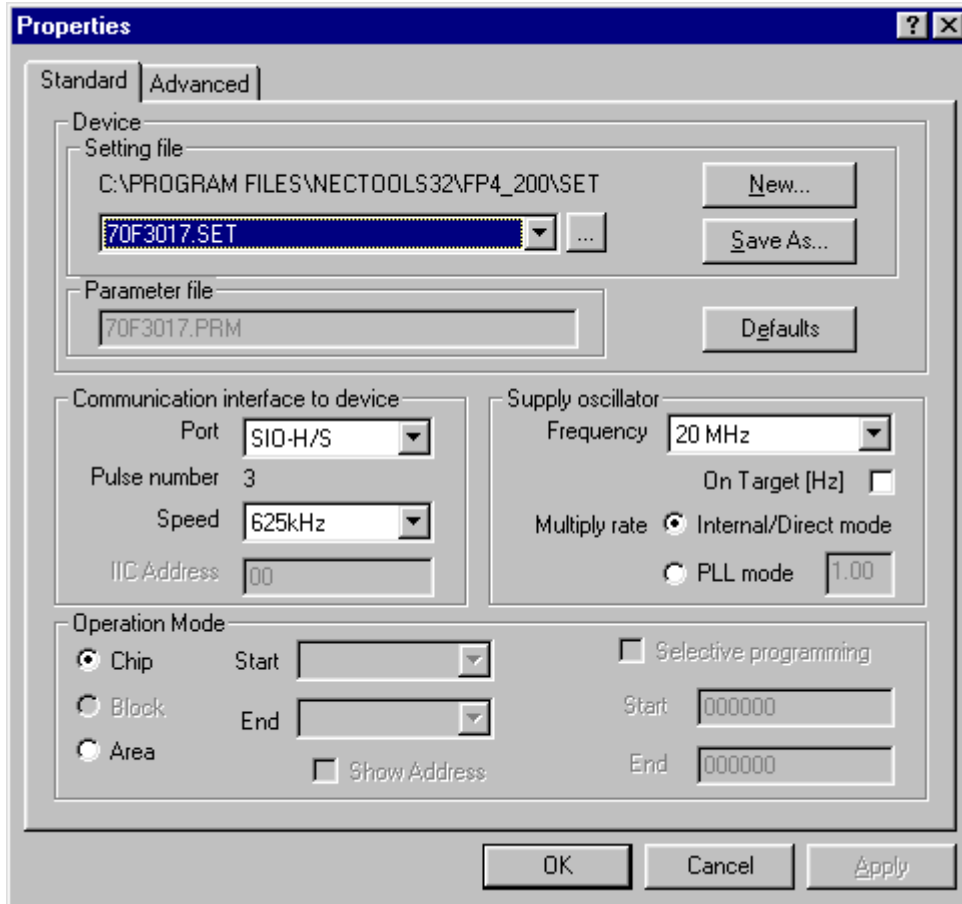 Properties
Standard Advanced
Device
Setting file
C:\PROGRAM FILES\NECTOOLS32\FP4_200\SET
New...
70F3017.SET ...
Save As...
Parameter file
70F3017.PRM
Defaults
Communication interface to device
Port SIO-H/S
Pulse number 3
Speed 625kHz
IIC Address 00
Supply oscillator
Frequency 20 MHz
On Target [Hz]
Multiply rate Internal/Direct mode
PLL mode 1.00
Operation Mode
Chip
Block
Area
Start
End
Show Address
Selective programming
Start 000000
End 000000
OK Cancel Apply